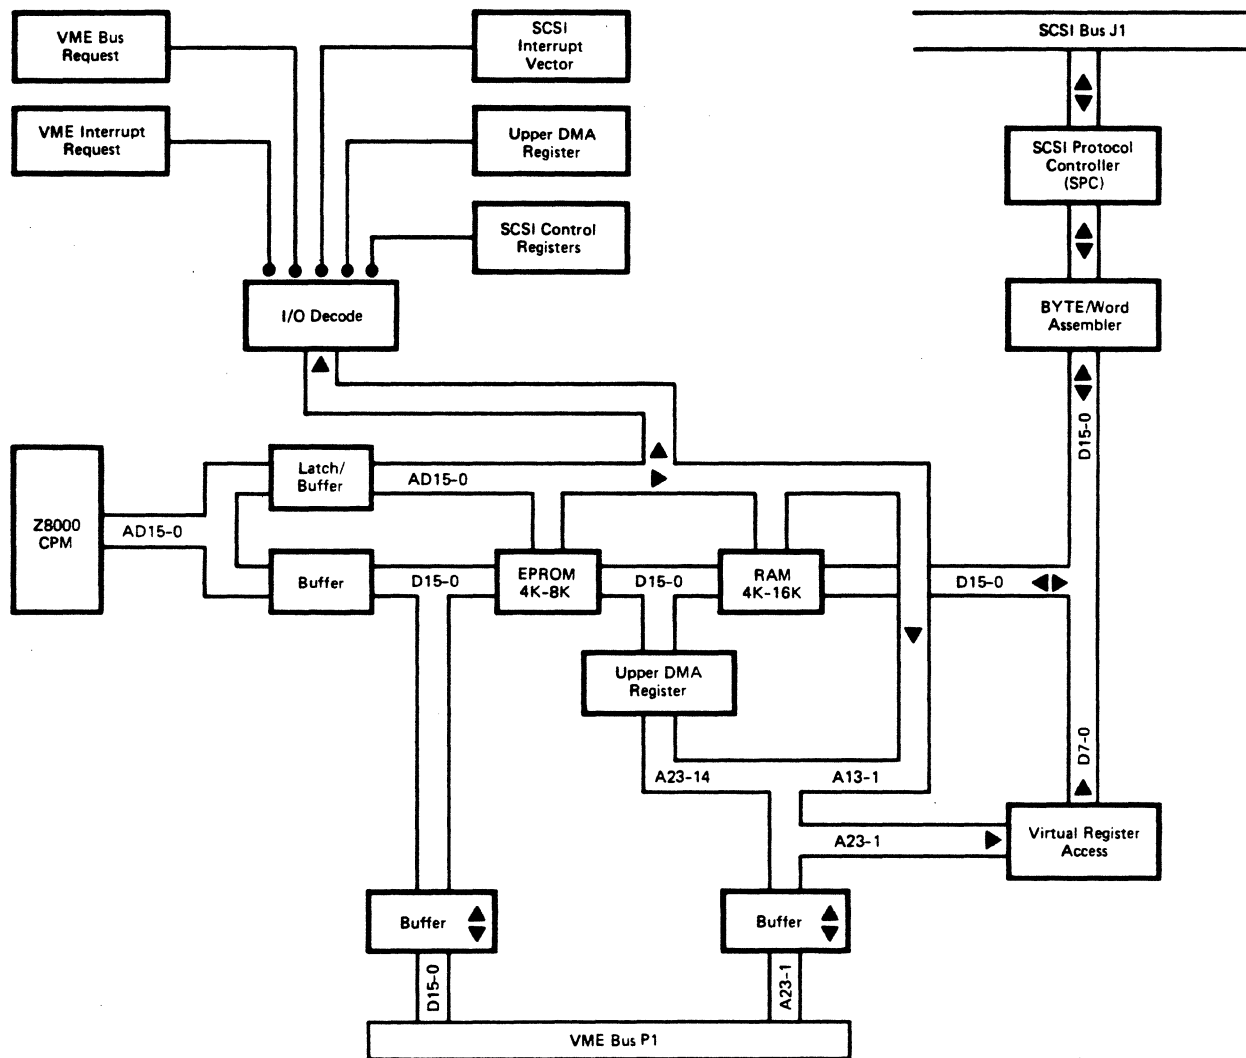 VME Bus
Request
SCSI
Interrupt
Vector
SCSI Bus J1
VME Interrupt
Request
Upper DMA
Register
SCSI Protocol
Controller
(SPC)
SCSI Control
Registers
I/O Decode
BYTE/Word
Assembler
D15-0
Latch/
Buffer
AD15-0
Z8000
CPM
AD15-0
Buffer
D15-0
EPROM
4K-8K
D15-0
RAM
4K-16K
D15-0
Upper DMA
Register
D7-0
A23-14
A13-1
A23-1
Virtual Register
Access
Buffer
Buffer
D15-0
A23-1
VME Bus P1